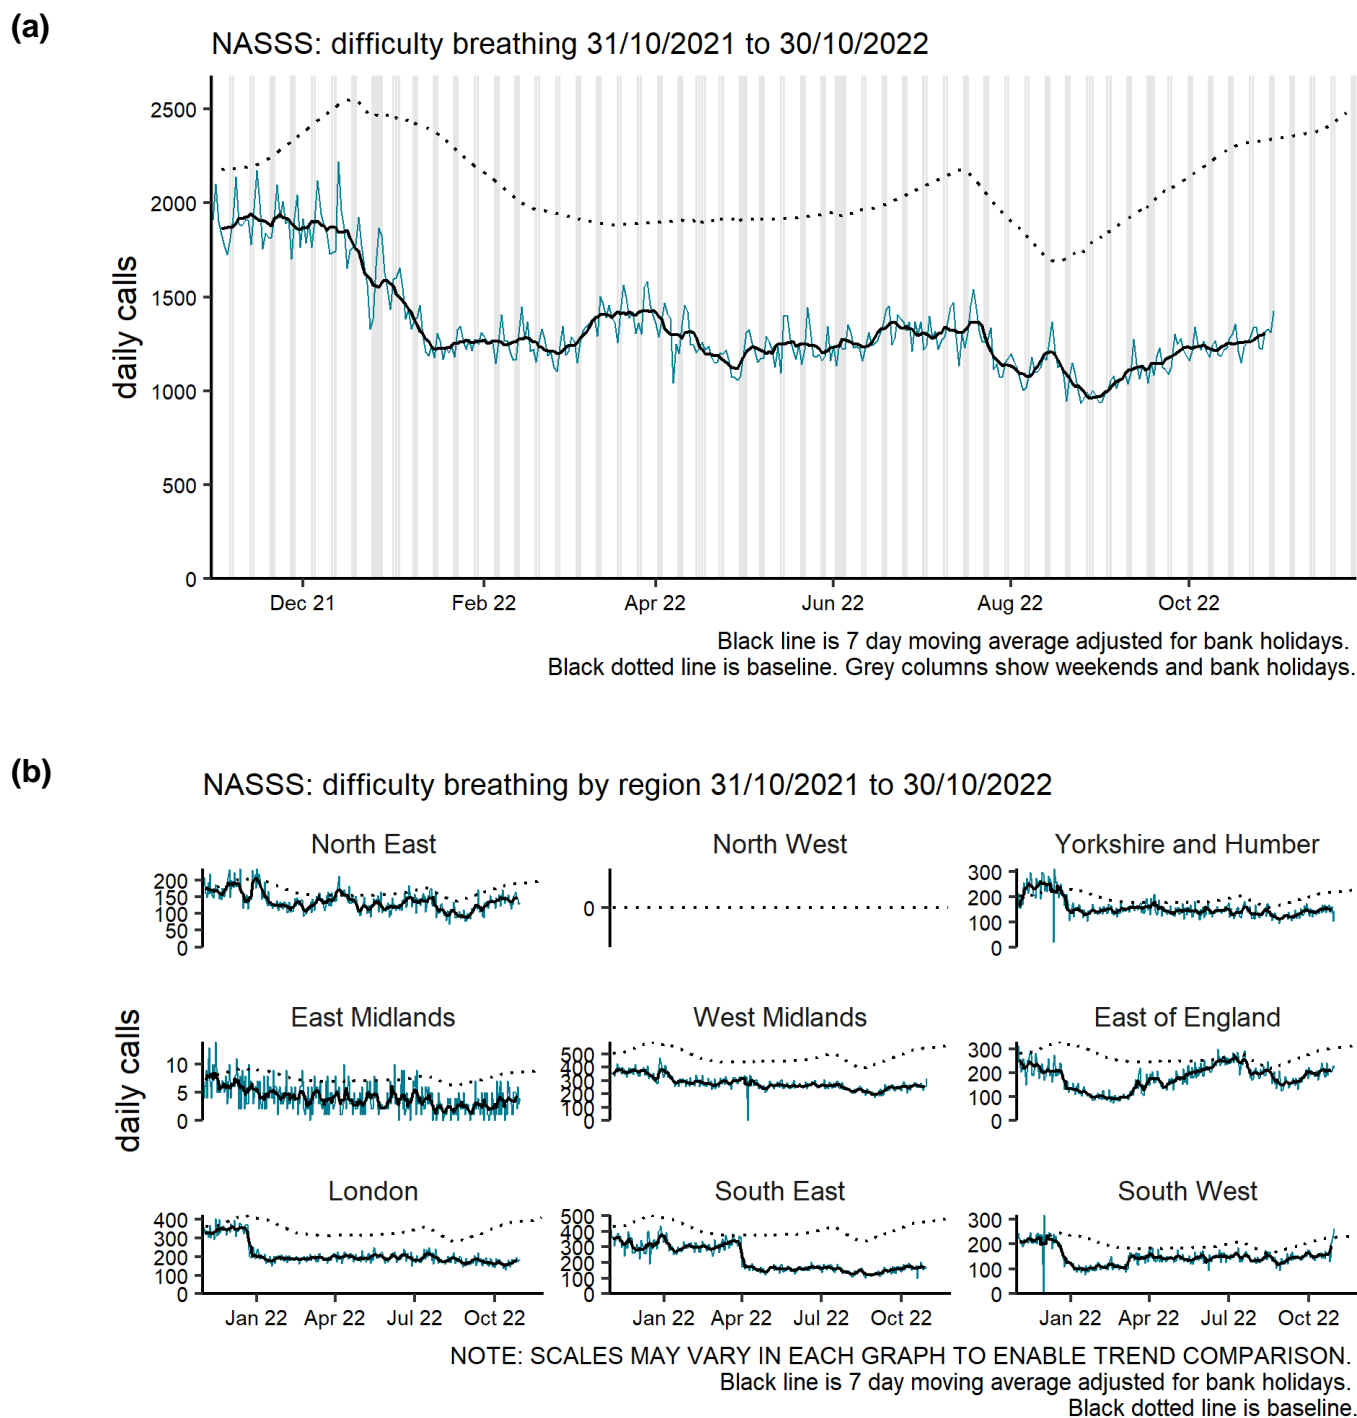 (a)
NASSS: difficulty breathing 31/10/2021 to 30/10/2022
daily calls
2500
2000
1500
1000
500
0
Dec 21 Feb 22 Apr 22 Jun 22 Aug 22 Oct 22
Black line is 7 day moving average adjusted for bank holidays.
Black dotted line is baseline. Grey columns show weekends and bank holidays.
(b)
NASSS: difficulty breathing by region 31/10/2021 to 30/10/2022
daily calls
North East
200
150
100
50
0
North West
0
Yorkshire and Humber
300
200
100
0
East Midlands
10
5
0
West Midlands
500
400
300
200
100
0
East of England
300
200
100
0
London
400
300
200
100
0
Jan 22 Apr 22 Jul 22 Oct 22
South East
500
400
300
200
100
0
Jan 22 Apr 22 Jul 22 Oct 22
South West
300
200
100
0
Jan 22 Apr 22 Jul 22 Oct 22
NOTE: SCALES MAY VARY IN EACH GRAPH TO ENABLE TREND COMPARISON.
Black line is 7 day moving average adjusted for bank holidays.
Black dotted line is baseline.